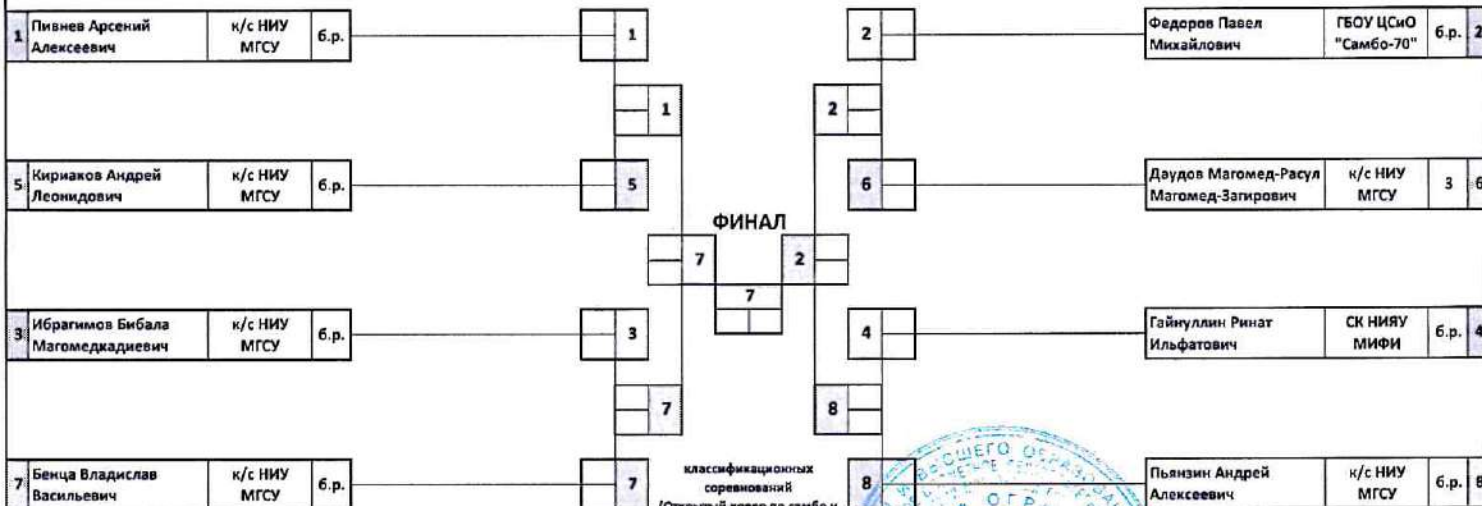 1 Пивнев Арсений Алексеевич к/с НИУ МГСУ б.р. 1
2 Федоров Павел Михайлович ГБОУ ЦСиО "Самбо-70" б.р. 2
1 2
5 Кириаков Андрей Леонидович к/с НИУ МГСУ б.р. 5
6 Даудов Магомед-Расул Магомед-Загирович к/с НИУ МГСУ 3 6
ФИНАЛ
7 2
7
3 Ибрагимов Бибала Магомедкадиевич к/с НИУ МГСУ б.р. 3
4 Гайнуллин Ринат Ильфатович СК НИЯУ МИФИ б.р. 4
7 8
7 Бенца Владислав Васильевич к/с НИУ МГСУ б.р. 7
классификационных
соревнований
8 Пьянзин Андрей Алексеевич к/с НИУ МГСУ б.р. 8
ВЫСШЕГО
ОГР